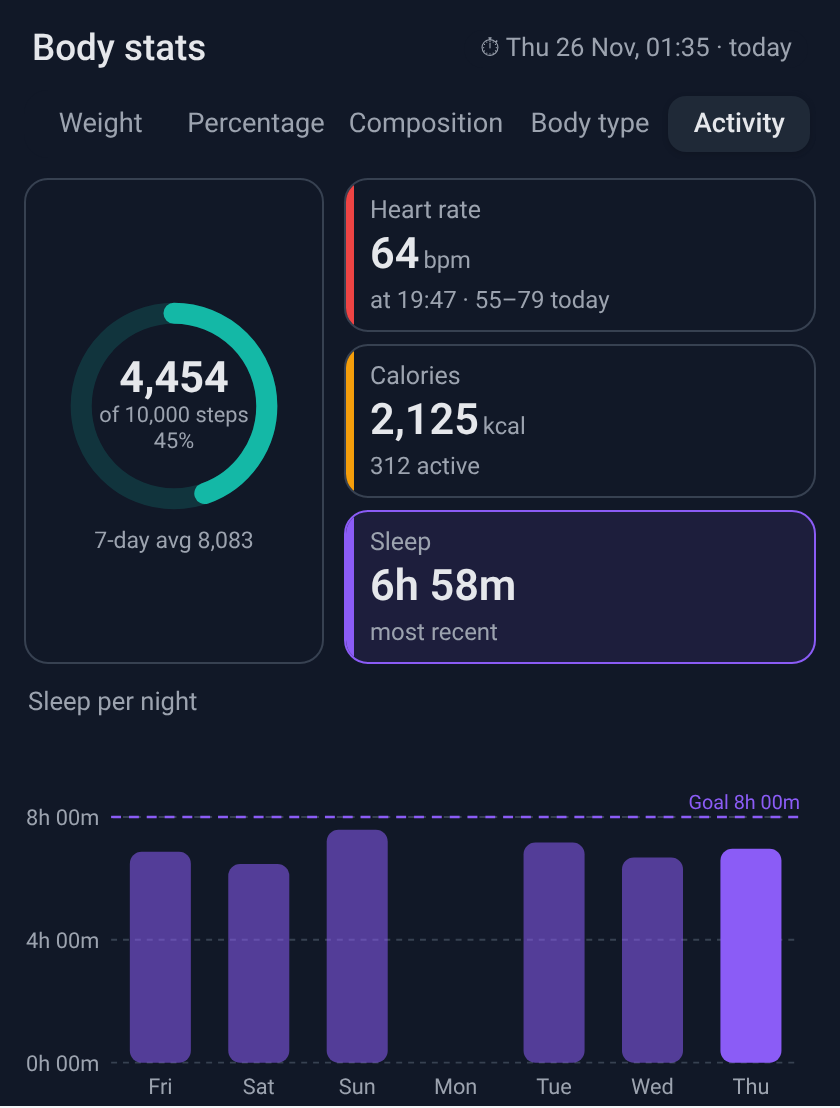 Body stats
⏱ Thu 26 Nov, 01:35 · today
Weight
Percentage
Composition
Body type
Activity
4,454
of 10,000 steps
45%
7-day avg 8,083
Heart rate
64 bpm
at 19:47 · 55–79 today
Calories
2,125 kcal
312 active
Sleep
6h 58m
most recent
Sleep per night
Goal 8h 00m
8h 00m
4h 00m
0h 00m
Fri Sat Sun Mon Tue Wed Thu